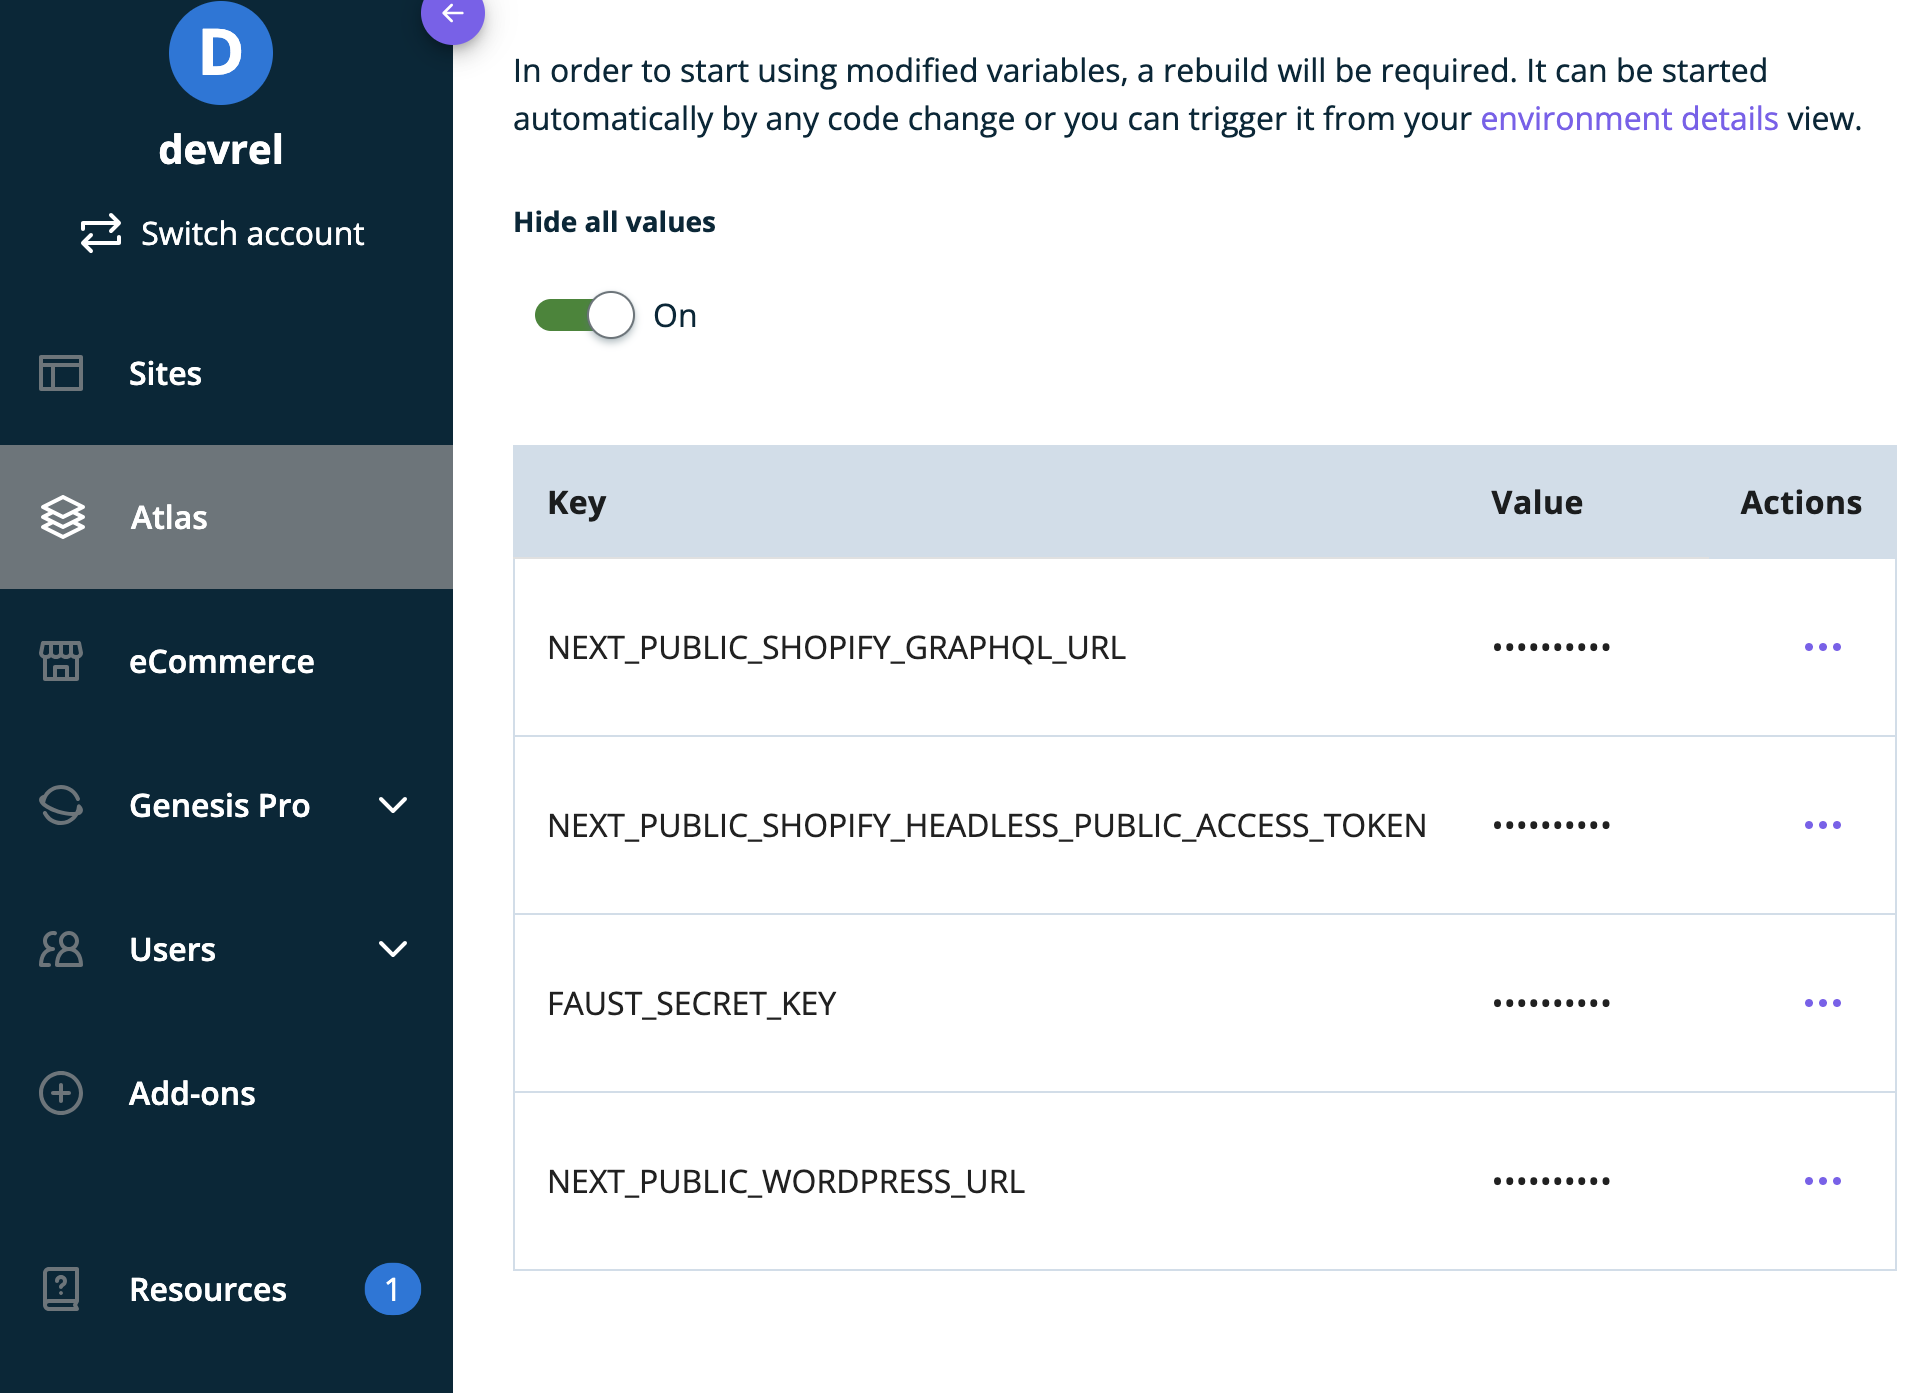 D
devrel
Switch account
Sites
Atlas
eCommerce
Genesis Pro
Users
Add-ons
Resources 1
In order to start using modified variables, a rebuild will be required. It can be started
automatically by any code change or you can trigger it from your environment details view.
Hide all values
On
Key Value Actions
NEXT_PUBLIC_SHOPIFY_GRAPHQL_URL ••••••••••
NEXT_PUBLIC_SHOPIFY_HEADLESS_PUBLIC_ACCESS_TOKEN ••••••••••
FAUST_SECRET_KEY ••••••••••
NEXT_PUBLIC_WORDPRESS_URL ••••••••••